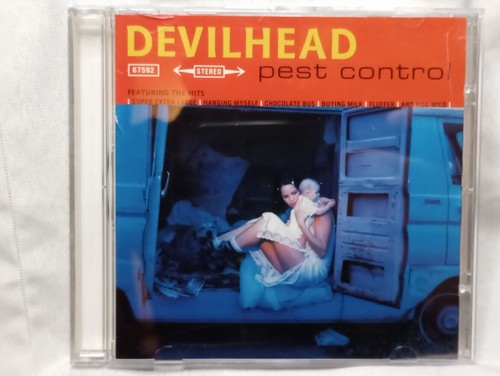 DEVILHEAD
67592 STEREO pest control
FEATURING THE HITS
| SUPER EXTRA LARGE | HANGING MYSELF | CHOCOLATE BUS | BUYING MILK | FLUFFER | AND HOG WILD |